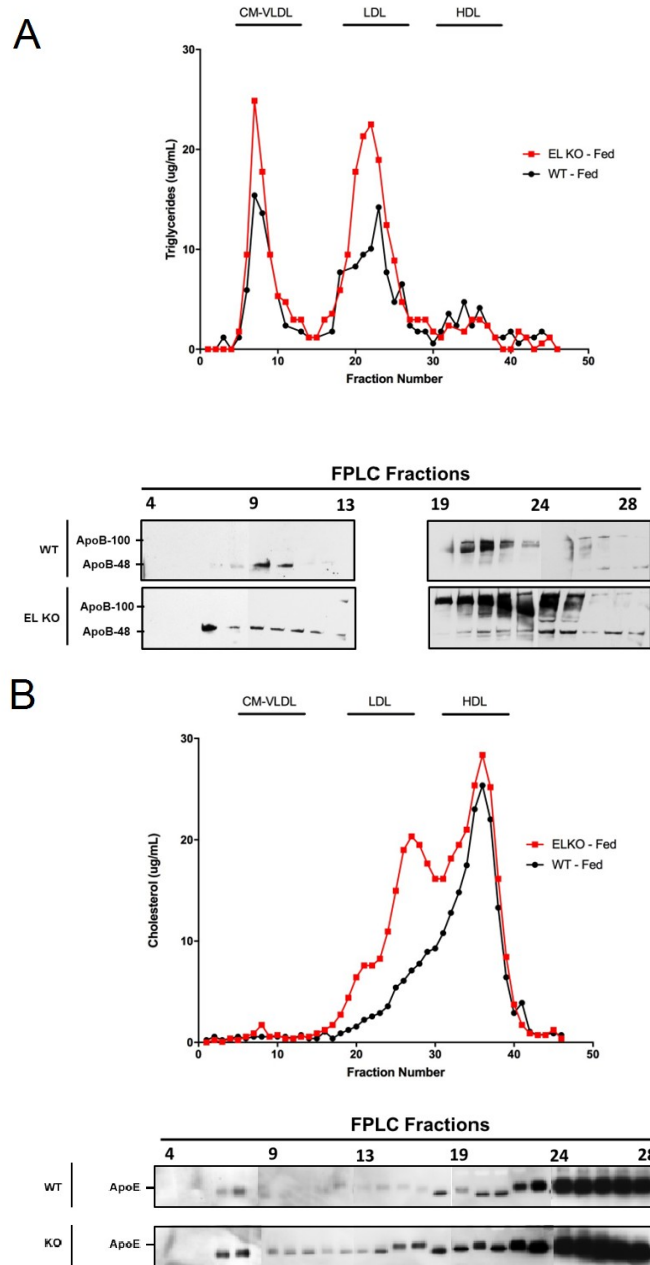 A
CM-VLDL LDL HDL
30
20
10
0
Triglycerides (ug/mL)
EL KO - Fed
WT - Fed
0 10 20 30 40 50
Fraction Number
FPLC Fractions
4 9 13 19 24 28
WT
ApoB-100
ApoB-48
EL KO
ApoB-100
ApoB-48
B
CM-VLDL LDL HDL
30
20
10
0
Cholesterol (ug/mL)
ELKO - Fed
WT - Fed
0 10 20 30 40 50
Fraction Number
FPLC Fractions
4 9 13 19 24 28
WT ApoE
KO ApoE